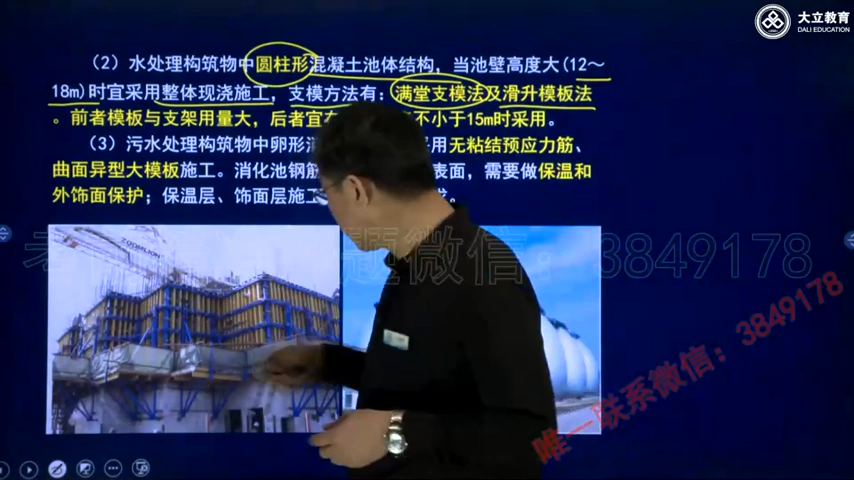 大立教育
DALI EDUCATION
（2）水处理构筑物中圆柱形混凝土池体结构，当池壁高度大(12～
18m)时宜采用整体现浇施工，支模方法有：满堂支模法及滑升模板法
。前者模板与支架用量大，后者宜在 不小于15m时采用。
（3）污水处理构筑物中卵形 用无粘结预应力筋、
曲面异型大模板施工。消化池钢筋 表面，需要做保温和
外饰面保护；保温层、饰面层施工 。
ZOOMLION
题微信：3849178
唯一联系微信：3849178